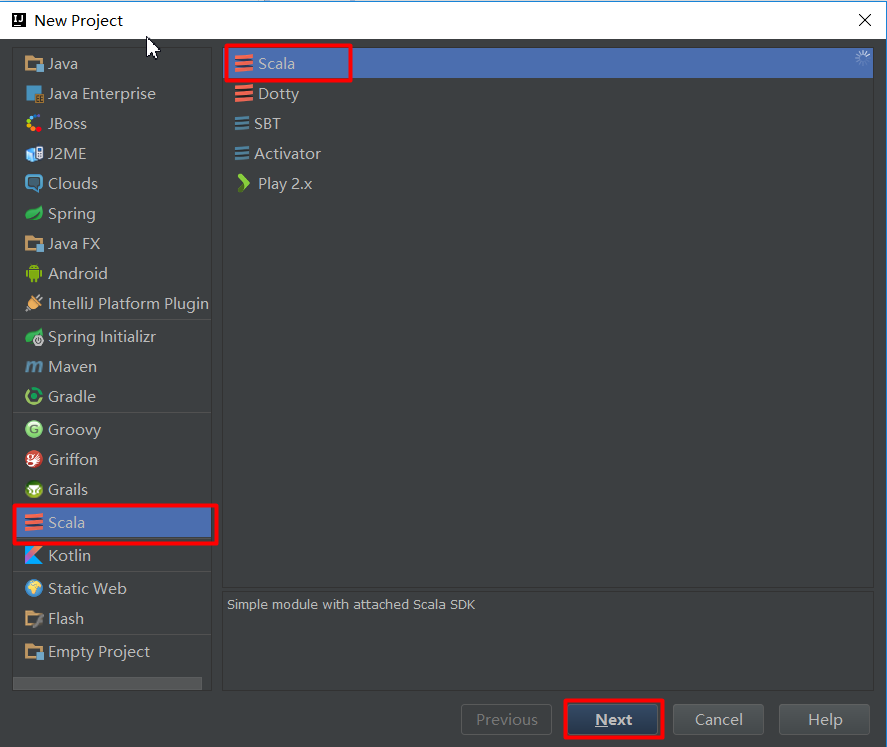 New Project
Java
Java Enterprise
JBoss
J2ME
Clouds
Spring
Java FX
Android
IntelliJ Platform Plugin
Spring Initializr
Maven
Gradle
Groovy
Griffon
Grails
Scala
Kotlin
Static Web
Flash
Empty Project
Scala
Dotty
SBT
Activator
Play 2.x
Simple module with attached Scala SDK
Previous
Next
Cancel
Help